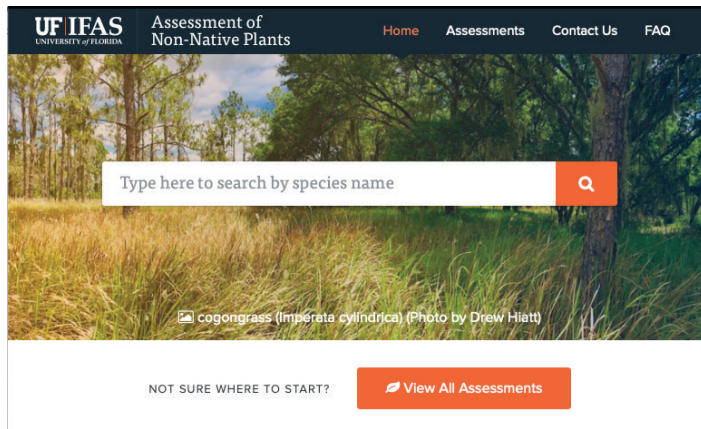 UF IFAS
UNIVERSITY of FLORIDA
Assessment of
Non-Native Plants
Home Assessments Contact Us FAQ
Type here to search by species name
cogongrass (Imperata cylindrica) (Photo by Drew Hiatt)
NOT SURE WHERE TO START?
View All Assessments